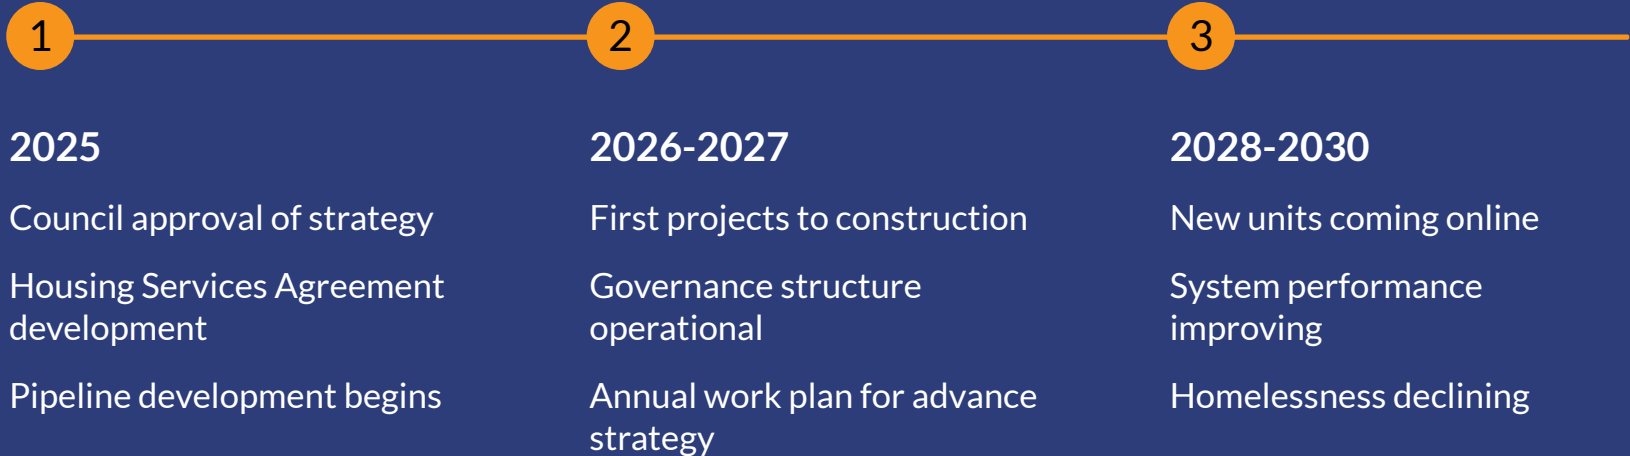 1
2025
Council approval of strategy
Housing Services Agreement
development
Pipeline development begins
2
2026-2027
First projects to construction
Governance structure
operational
Annual work plan for advance
strategy
3
2028-2030
New units coming online
System performance
improving
Homelessness declining